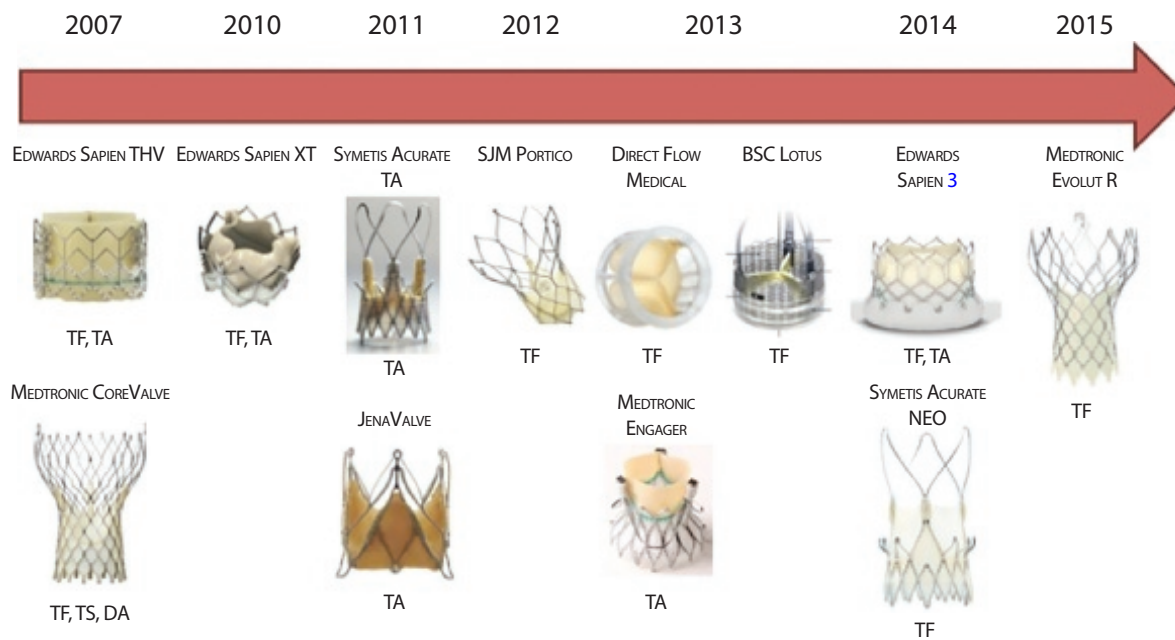 2007 2010 2011 2012 2013 2014 2015
Edwards Sapien THV
TF, TA
Medtronic CoreValve
TF, TS, DA
Edwards Sapien XT
TF, TA
Symetis Acurate
TA
TA
JenaValve
TA
SJM Portico
TF
Direct Flow
Medical
TF
Medtronic
Engager
TA
BSC Lotus
TF
Edwards
Sapien 3
TF, TA
Symetis Acurate
NEO
TF
Medtronic
Evolut R
TF